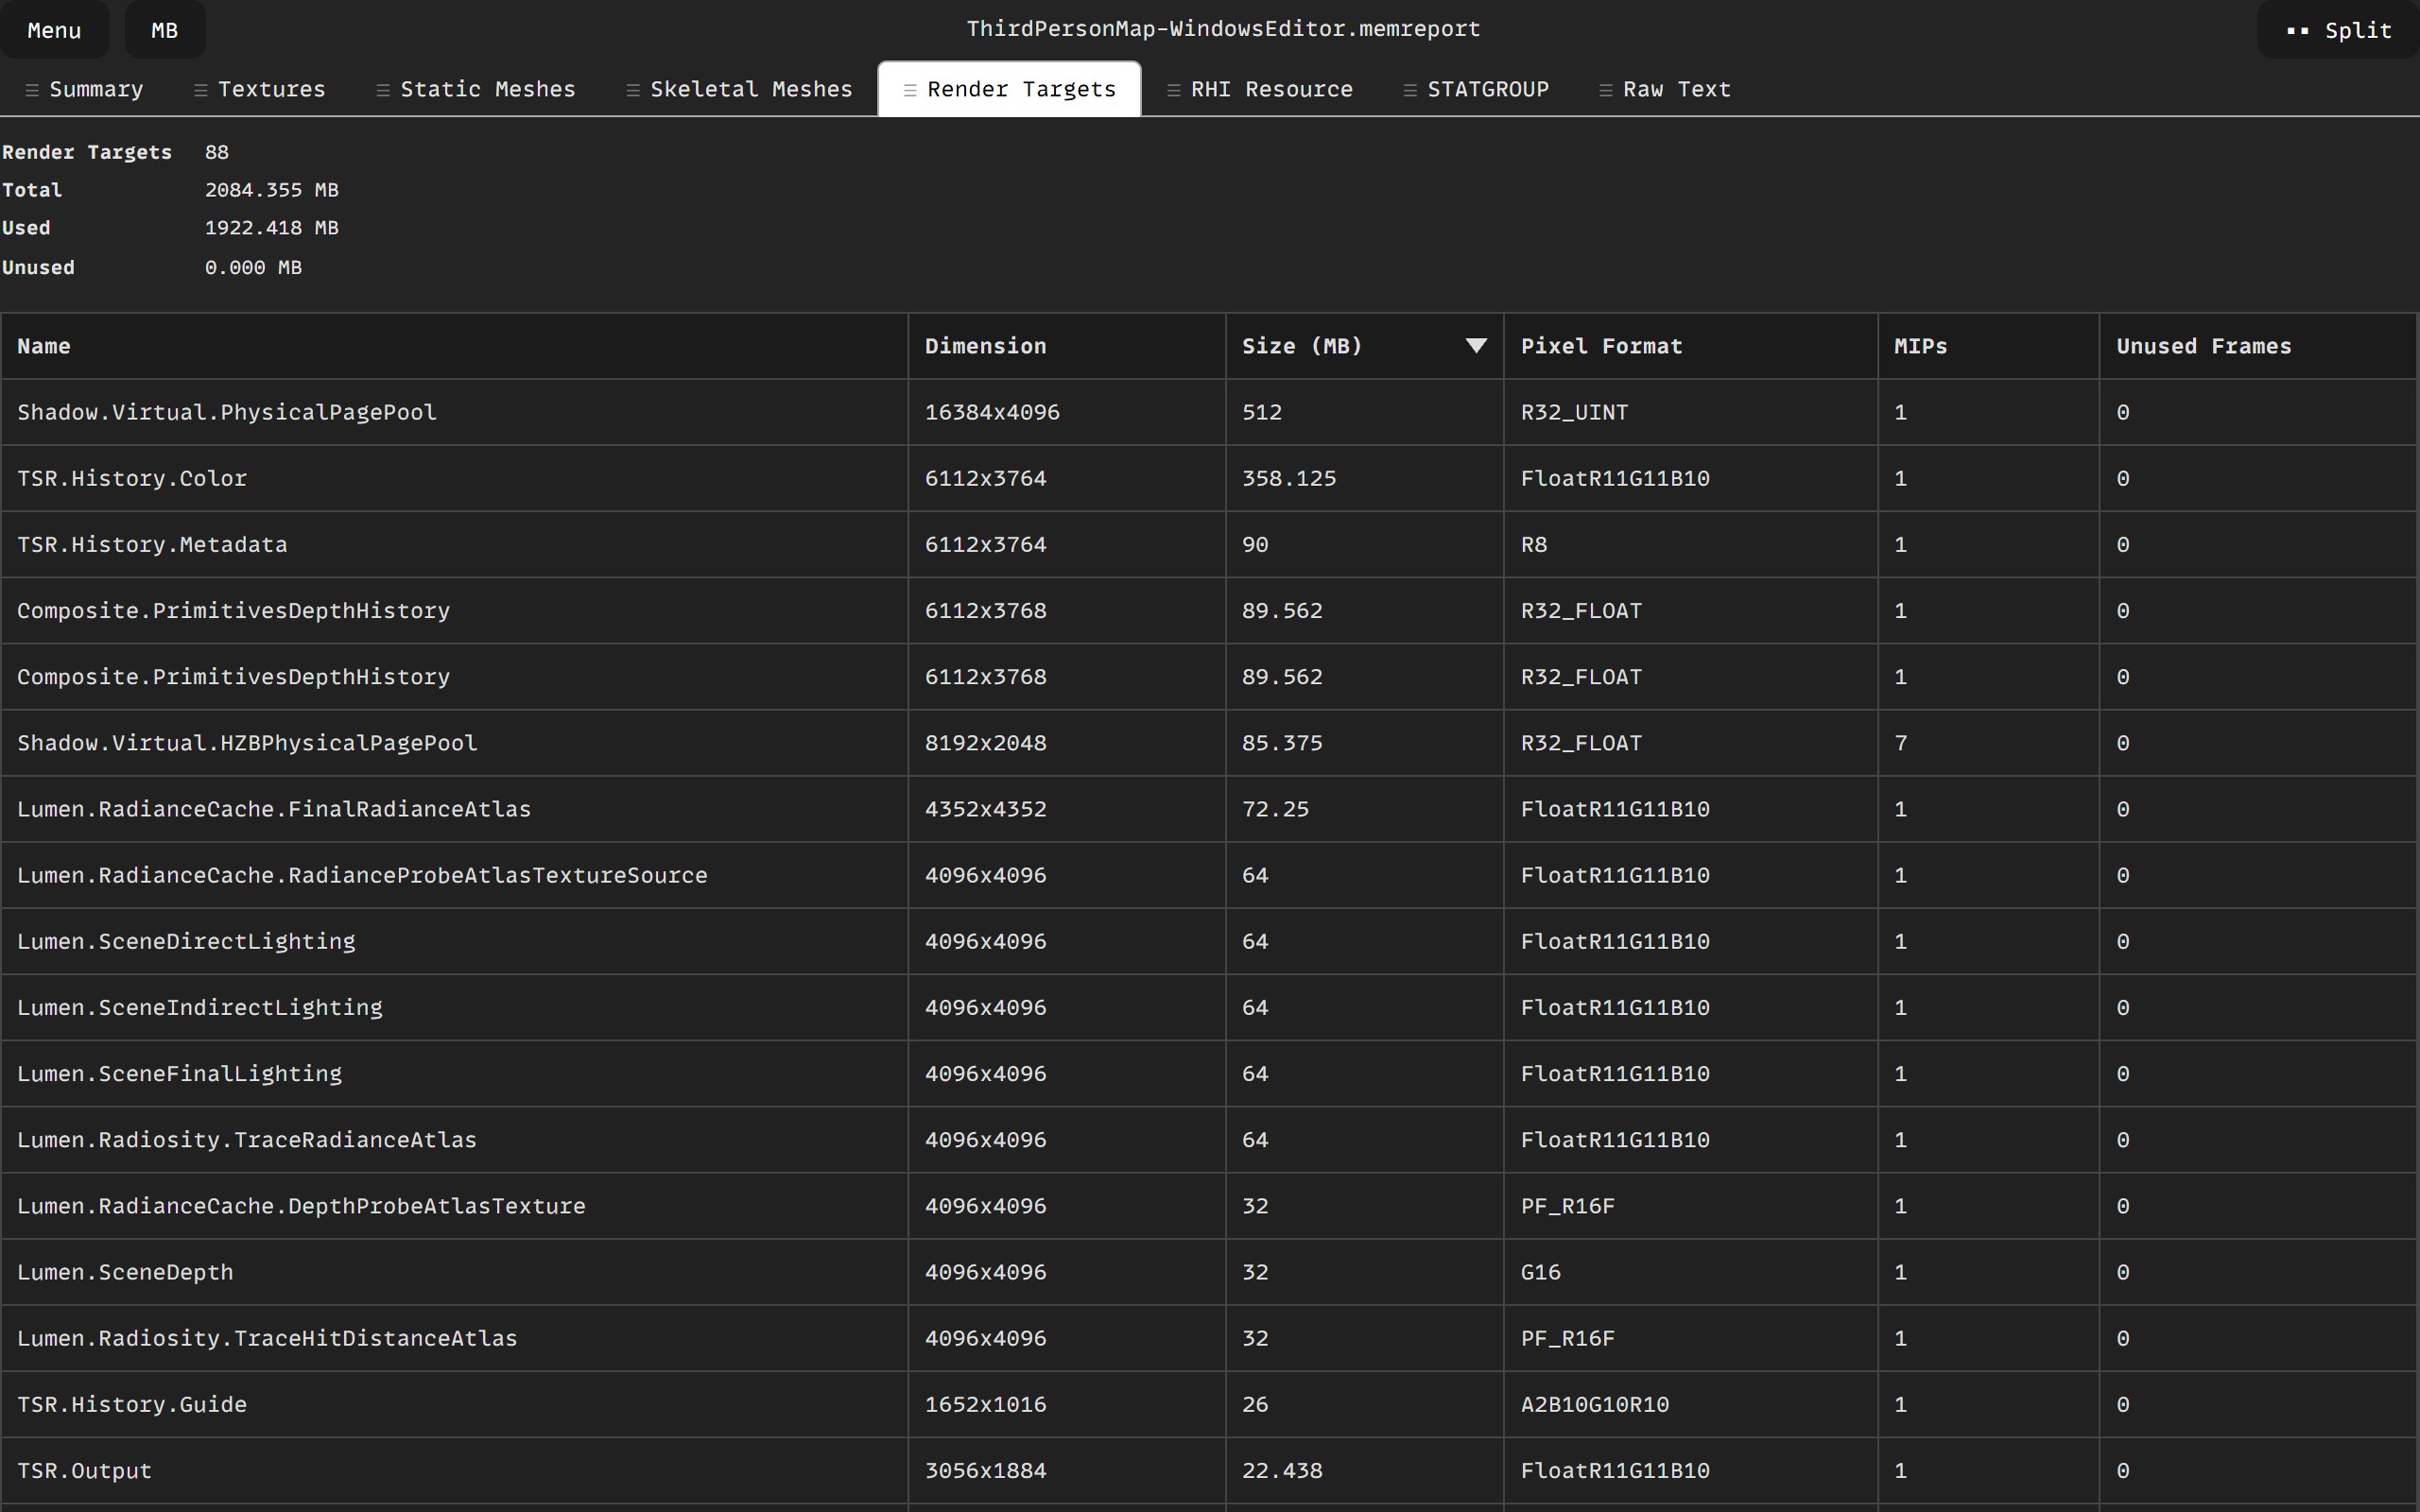 Menu MB ThirdPersonMap-WindowsEditor.memreport Split
Summary Textures Static Meshes Skeletal Meshes Render Targets RHI Resource STATGROUP Raw Text
Render Targets 88
Total 2084.355 MB
Used 1922.418 MB
Unused 0.000 MB
Name Dimension Size (MB) Pixel Format MIPs Unused Frames
Shadow.Virtual.PhysicalPagePool 16384x4096 512 R32_UINT 1 0
TSR.History.Color 6112x3764 358.125 FloatR11G11B10 1 0
TSR.History.Metadata 6112x3764 90 R8 1 0
Composite.PrimitivesDepthHistory 6112x3768 89.562 R32_FLOAT 1 0
Composite.PrimitivesDepthHistory 6112x3768 89.562 R32_FLOAT 1 0
Shadow.Virtual.HZBPhysicalPagePool 8192x2048 85.375 R32_FLOAT 7 0
Lumen.RadianceCache.FinalRadianceAtlas 4352x4352 72.25 FloatR11G11B10 1 0
Lumen.RadianceCache.RadianceProbeAtlasTextureSource 4096x4096 64 FloatR11G11B10 1 0
Lumen.SceneDirectLighting 4096x4096 64 FloatR11G11B10 1 0
Lumen.SceneIndirectLighting 4096x4096 64 FloatR11G11B10 1 0
Lumen.SceneFinalLighting 4096x4096 64 FloatR11G11B10 1 0
Lumen.Radiosity.TraceRadianceAtlas 4096x4096 64 FloatR11G11B10 1 0
Lumen.RadianceCache.DepthProbeAtlasTexture 4096x4096 32 PF_R16F 1 0
Lumen.SceneDepth 4096x4096 32 G16 1 0
Lumen.Radiosity.TraceHitDistanceAtlas 4096x4096 32 PF_R16F 1 0
TSR.History.Guide 1652x1016 26 A2B10G10R10 1 0
TSR.Output 3056x1884 22.438 FloatR11G11B10 1 0